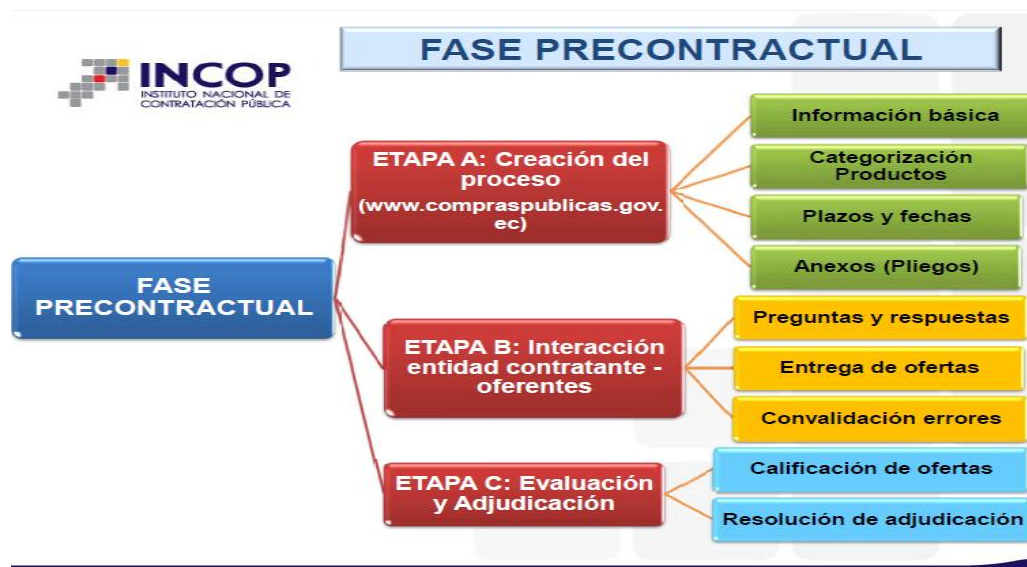 FASE PRECONTRACTUAL
INCOP
INSTITUTO NACIONAL DE
CONTRATACIÓN PÚBLICA
FASE
PRECONTRACTUAL
ETAPA A: Creación del
proceso
(www.compraspublicas.gov.
ec)
Información básica
Categorización
Productos
Plazos y fechas
Anexos (Pliegos)
ETAPA B: Interacción
entidad contratante -
oferentes
Preguntas y respuestas
Entrega de ofertas
Convalidación errores
ETAPA C: Evaluación
y Adjudicación
Calificación de ofertas
Resolución de adjudicación